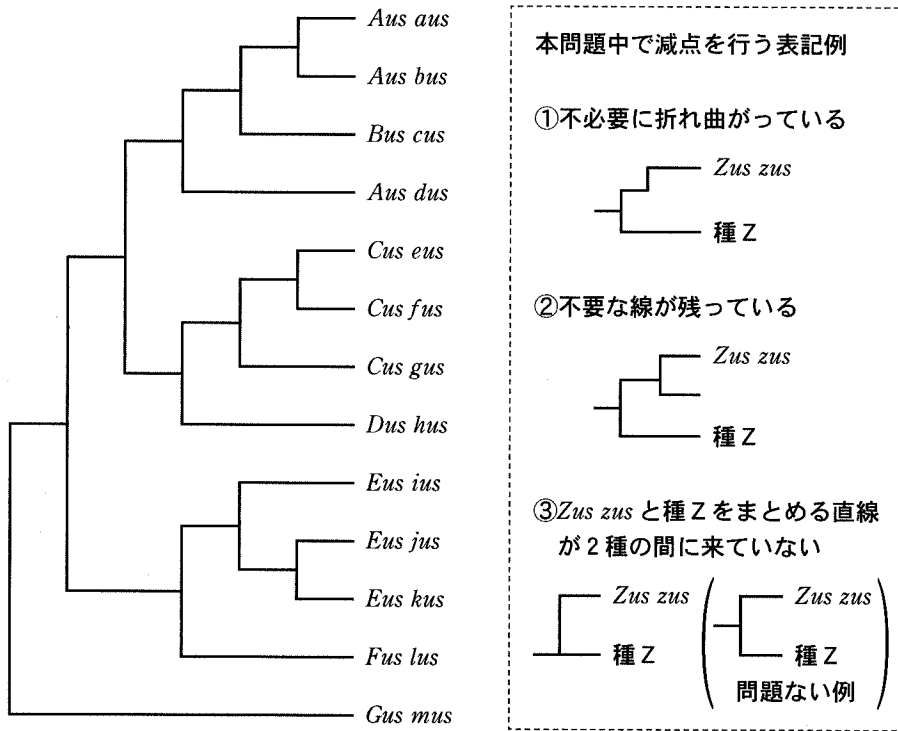 Aus aus
Aus bus
Bus cus
Aus dus
Cus eus
Cus fus
Cus gus
Dus hus
Eus ius
Eus jus
Eus kus
Fus lus
Gus mus
本問題中で減点を行う表記例
①不必要に折れ曲がっている
Zus zus
種Z
②不要な線が残っている
Zus zus
種Z
③Zus zusと種Zをまとめる直線
が2種の間に来ていない
Zus zus
種Z
Zus zus
種Z
問題ない例